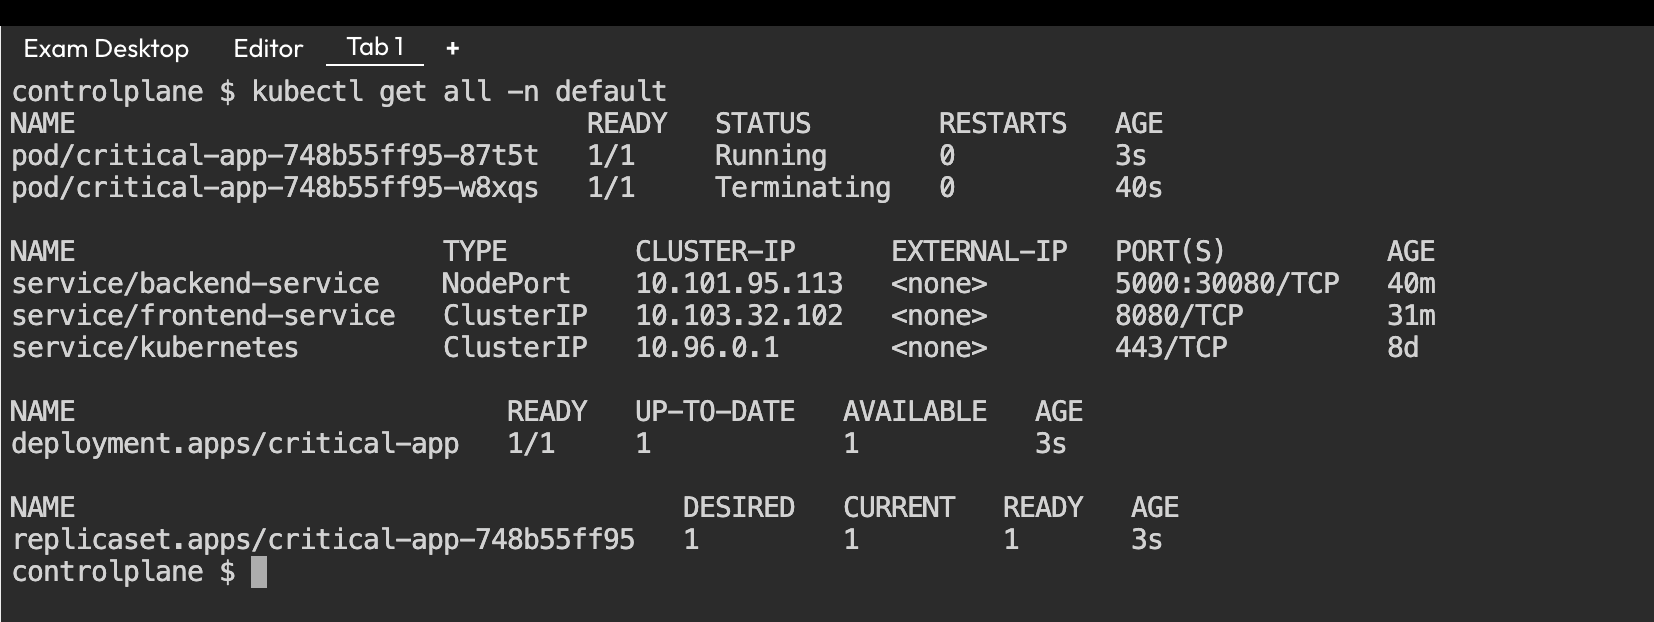 Exam Desktop Editor Tab 1 +
controlplane $ kubectl get all -n default
NAME READY STATUS RESTARTS AGE
pod/critical-app-748b55ff95-87t5t 1/1 Running 0 3s
pod/critical-app-748b55ff95-w8xqs 1/1 Terminating 0 40s
NAME TYPE CLUSTER-IP EXTERNAL-IP PORT(S) AGE
service/backend-service NodePort 10.101.95.113 <none> 5000:30080/TCP 40m
service/frontend-service ClusterIP 10.103.32.102 <none> 8080/TCP 31m
service/kubernetes ClusterIP 10.96.0.1 <none> 443/TCP 8d
NAME READY UP-TO-DATE AVAILABLE AGE
deployment.apps/critical-app 1/1 1 1 3s
NAME DESIRED CURRENT READY AGE
replicaset.apps/critical-app-748b55ff95 1 1 1 3s
controlplane $